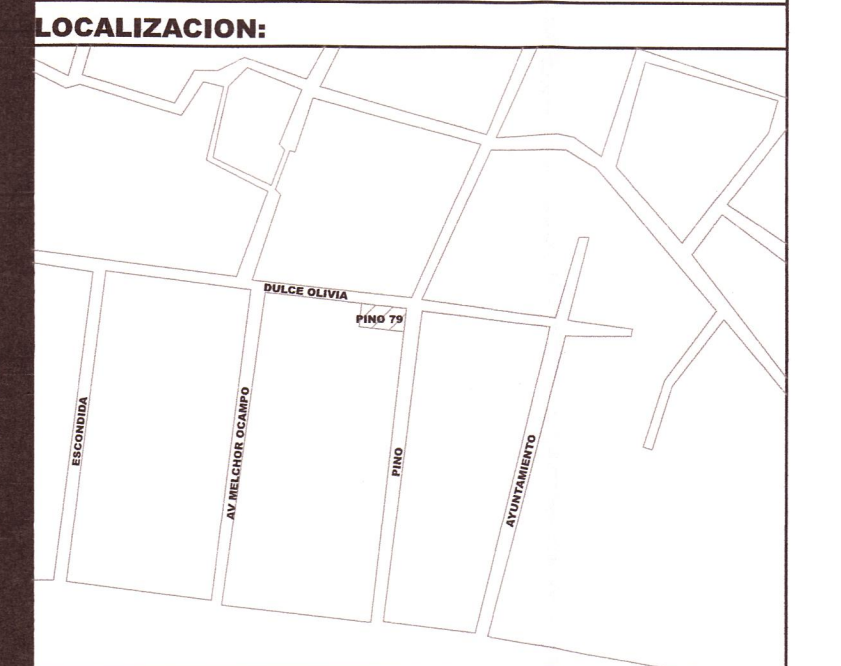 LOCALIZACION:
DULCE OLIVIA
PINO 79
ESCONDIDA
AV MELCHOR OCAMPO
PINO
AYUNTAMIENTO